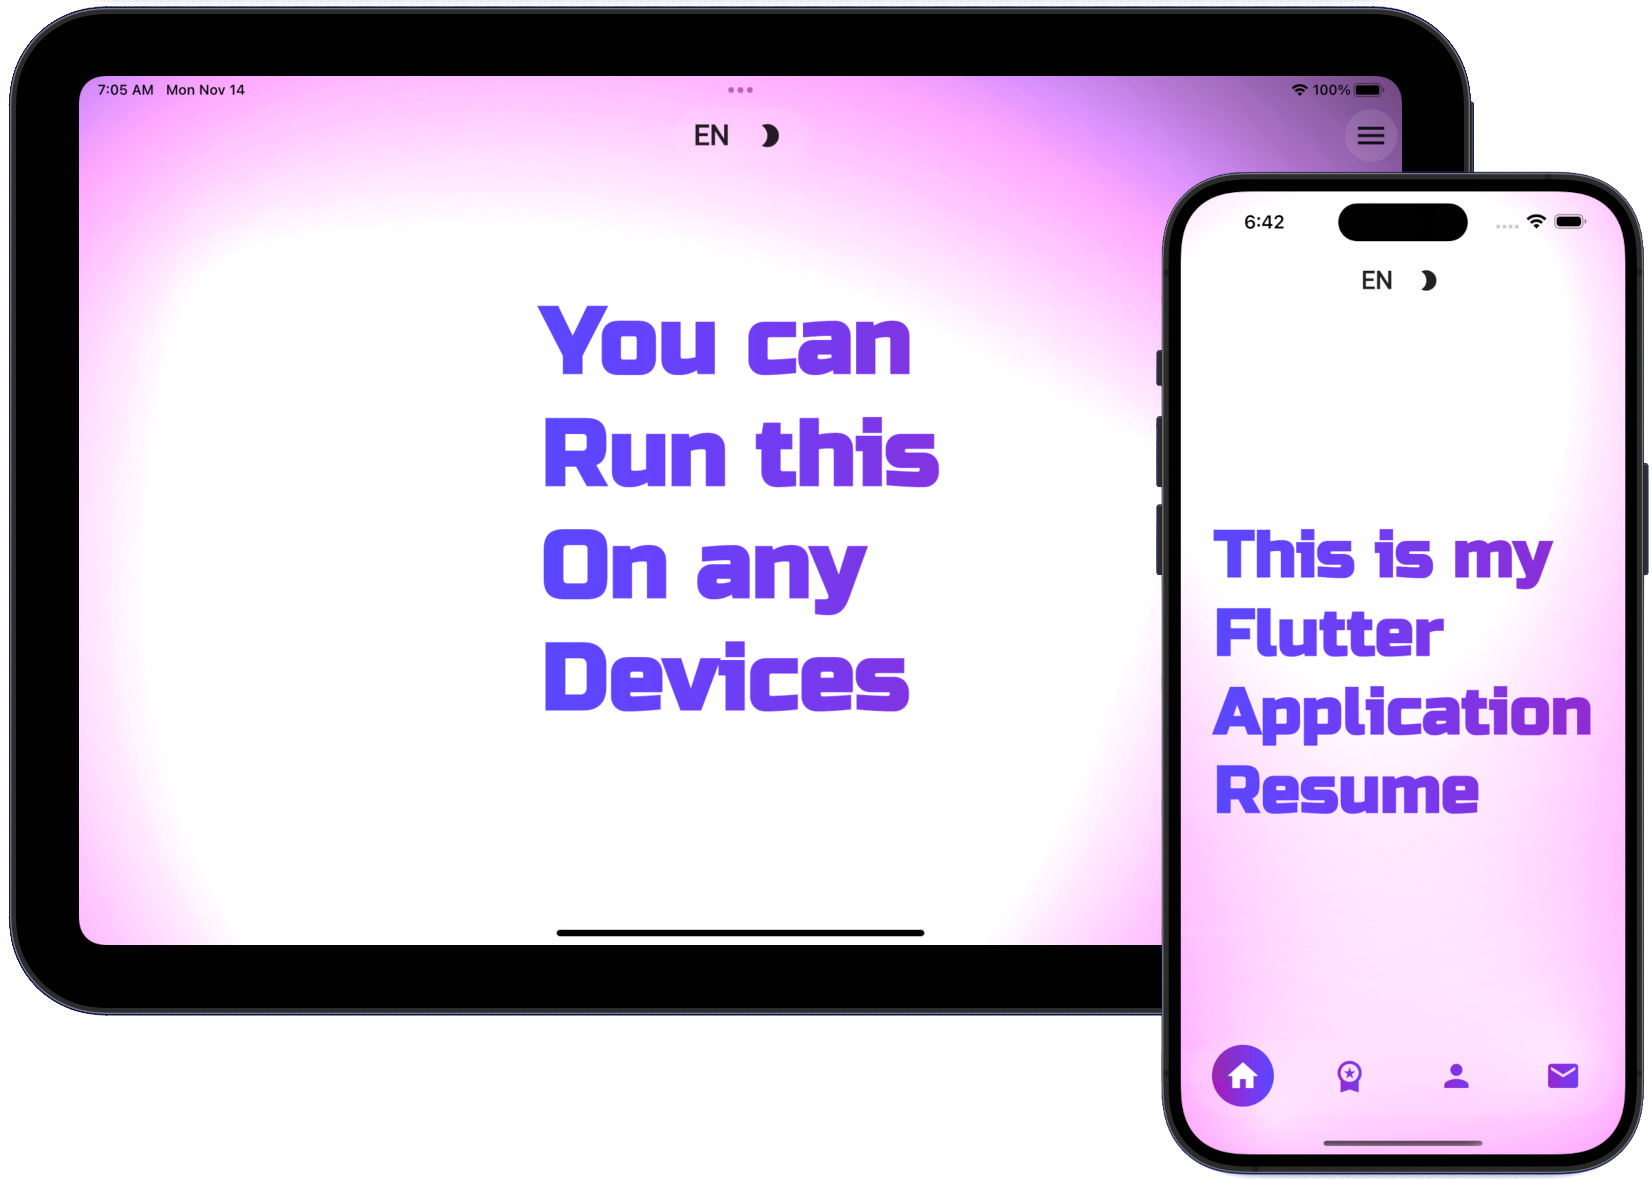 7:05 AM Mon Nov 14
100%
EN
You can
Run this
On any
Devices
6:42
EN
This is my
Flutter
Application
Resume